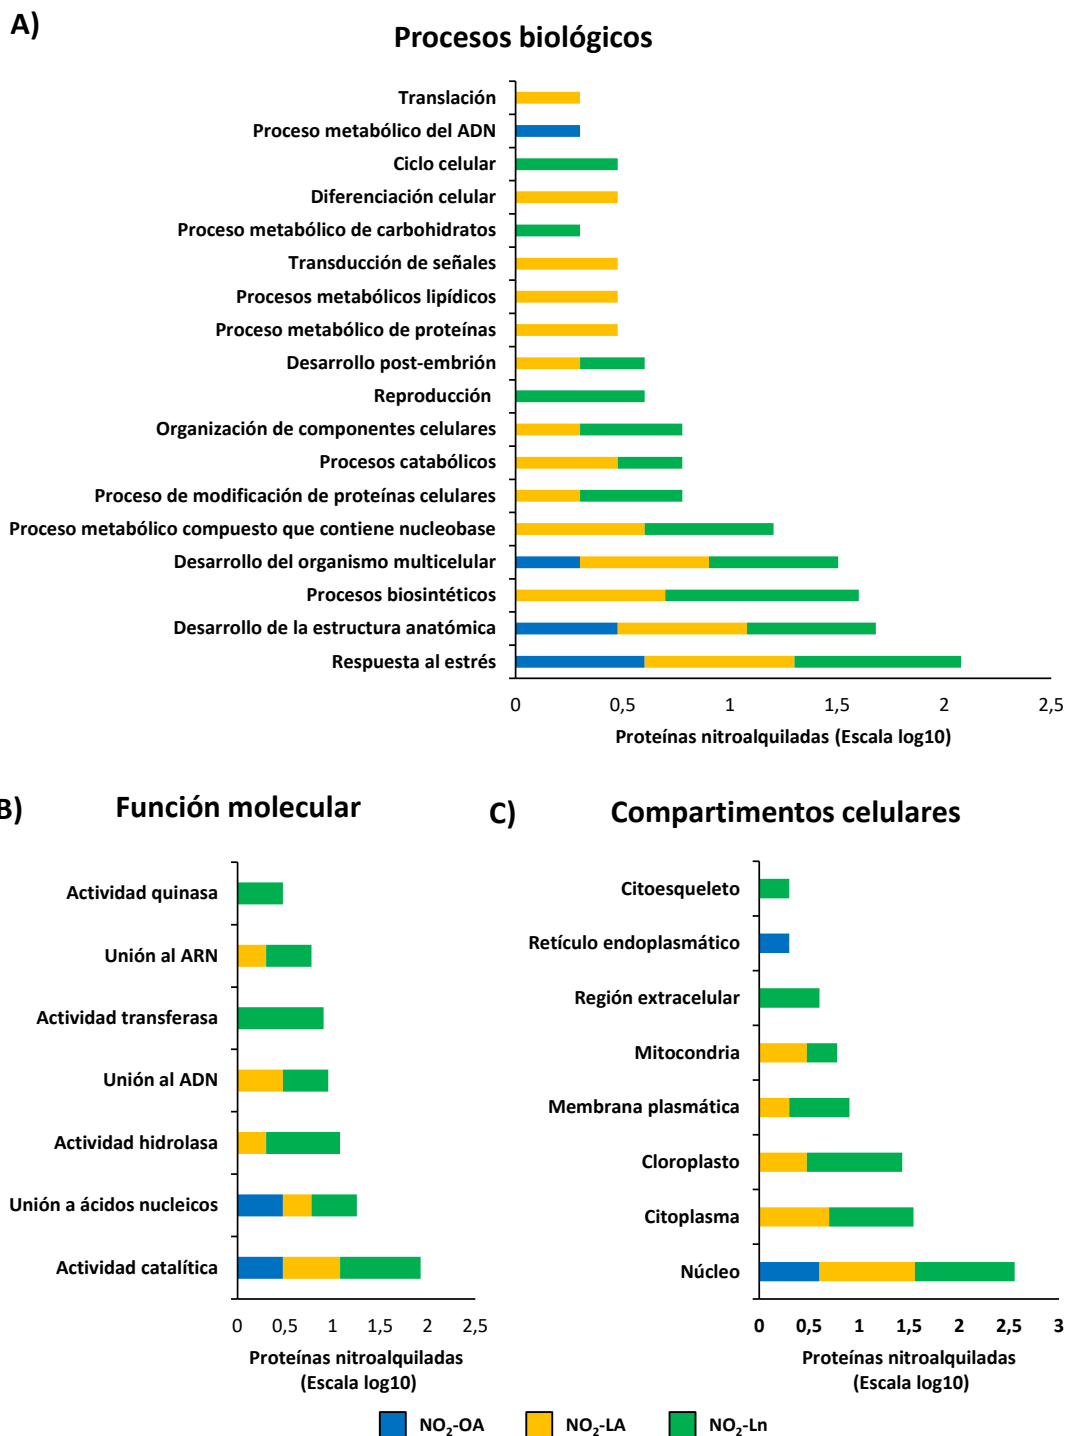 A)
Procesos biológicos
Translación
Proceso metabólico del ADN
Ciclo celular
Diferenciación celular
Proceso metabólico de carbohidratos
Transducción de señales
Procesos metabólicos lipídicos
Proceso metabólico de proteínas
Desarrollo post-embrión
Reproducción
Organización de componentes celulares
Procesos catabólicos
Proceso de modificación de proteínas celulares
Proceso metabólico compuesto que contiene nucleobase
Desarrollo del organismo multicelular
Procesos biosintéticos
Desarrollo de la estructura anatómica
Respuesta al estrés
0 0,5 1 1,5 2 2,5
Proteínas nitroalquiladas (Escala log10)
B)
Función molecular
Actividad quinasa
Unión al ARN
Actividad transferasa
Unión al ADN
Actividad hidrolasa
Unión a ácidos nucleicos
Actividad catalítica
0 0,5 1 1,5 2 2,5
Proteínas nitroalquiladas
(Escala log10)
C)
Compartimentos celulares
Citoesqueleto
Retículo endoplasmático
Región extracelular
Mitocondria
Membrana plasmática
Cloroplasto
Citoplasma
Núcleo
0 0,5 1 1,5 2 2,5 3
Proteínas nitroalquiladas
(Escala log10)
NO₂-OA NO₂-LA NO₂-Ln